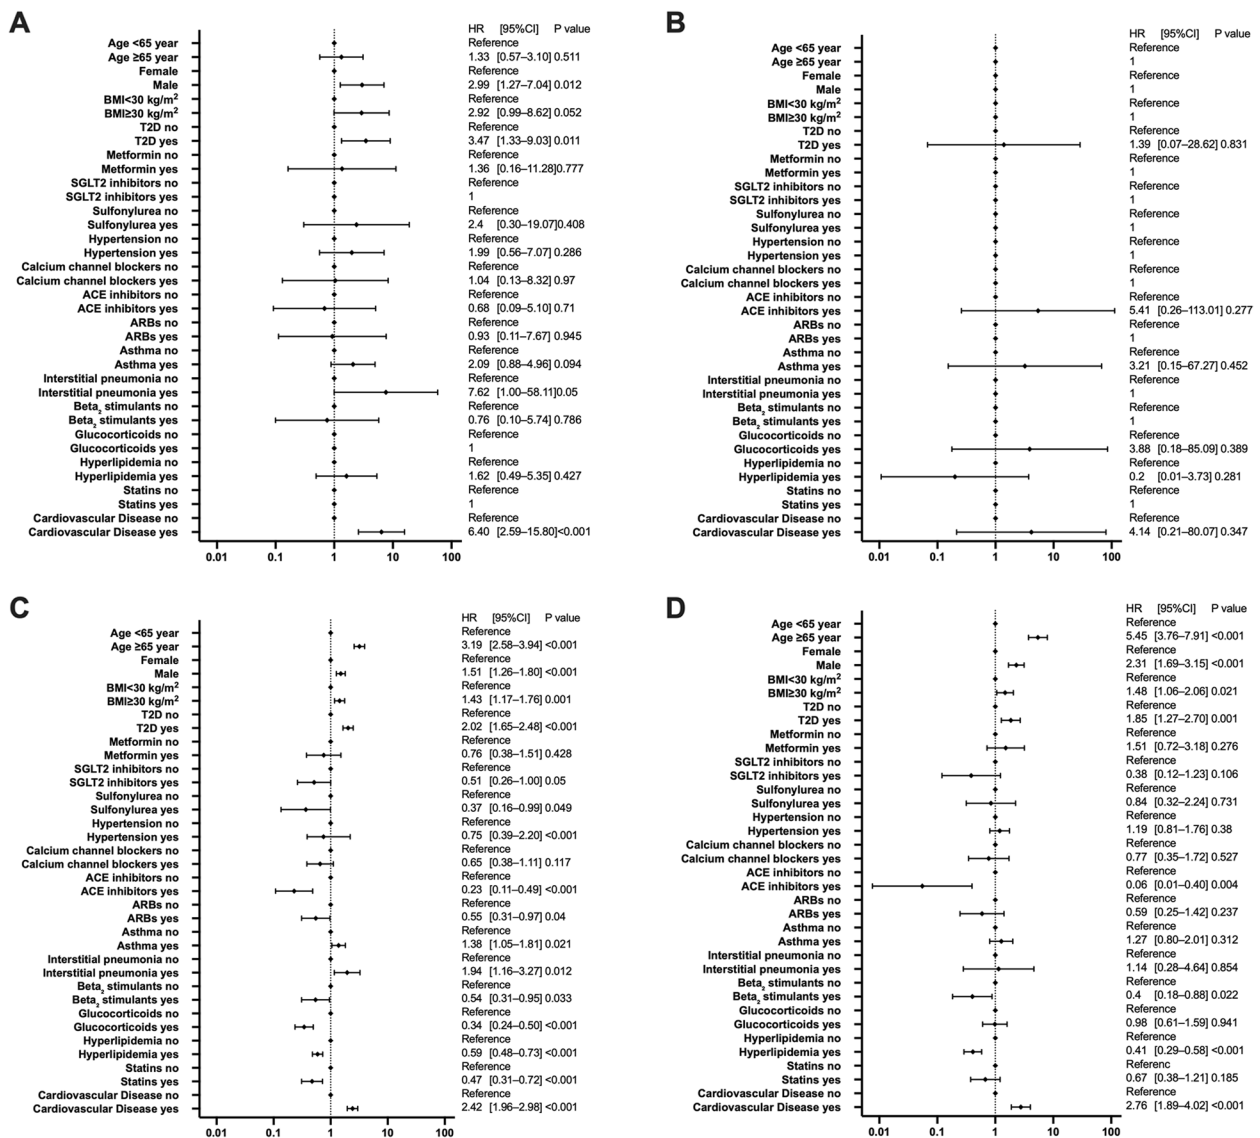 A
HR [95%CI] P value
Age <65 year Reference
Age ≥65 year 1.33 [0.57–3.10] 0.511
Female Reference
Male 2.99 [1.27–7.04] 0.012
BMI<30 kg/m2 Reference
BMI≥30 kg/m2 2.92 [0.99–8.62] 0.052
T2D no Reference
T2D yes 3.47 [1.33–9.03] 0.011
Metformin no Reference
Metformin yes 1.36 [0.16–11.28]0.777
SGLT2 inhibitors no Reference
SGLT2 inhibitors yes 1
Sulfonylurea no Reference
Sulfonylurea yes 2.4 [0.30–19.07]0.408
Hypertension no Reference
Hypertension yes 1.99 [0.56–7.07] 0.286
Calcium channel blockers no Reference
Calcium channel blockers yes 1.04 [0.13–8.32] 0.97
ACE inhibitors no Reference
ACE inhibitors yes 0.68 [0.09–5.10] 0.71
ARBs no Reference
ARBs yes 0.93 [0.11–7.67] 0.945
Asthma no Reference
Asthma yes 2.09 [0.88–4.96] 0.094
Interstitial pneumonia no Reference
Interstitial pneumonia yes 7.62 [1.00–58.11]0.05
Beta2 stimulants no Reference
Beta2 stimulants yes 0.76 [0.10–5.74] 0.786
Glucocorticoids no Reference
Glucocorticoids yes 1
Hyperlipidemia no Reference
Hyperlipidemia yes 1.62 [0.49–5.35] 0.427
Statins no Reference
Statins yes 1
Cardiovascular Disease no Reference
Cardiovascular Disease yes 6.40 [2.59–15.80]<0.001
0.01 0.1 1 10 100
B
HR [95%CI] P value
Age <65 year Reference
Age ≥65 year 1
Female Reference
Male 1
BMI<30 kg/m2 Reference
BMI≥30 kg/m2 1
T2D no Reference
T2D yes 1.39 [0.07–28.62] 0.831
Metformin no Reference
Metformin yes 1
SGLT2 inhibitors no Reference
SGLT2 inhibitors yes 1
Sulfonylurea no Reference
Sulfonylurea yes 1
Hypertension no Reference
Hypertension yes 1
Calcium channel blockers no Reference
Calcium channel blockers yes 1
ACE inhibitors no Reference
ACE inhibitors yes 5.41 [0.26–113.01] 0.277
ARBs no Reference
ARBs yes 1
Asthma no Reference
Asthma yes 3.21 [0.15–67.27] 0.452
Interstitial pneumonia no Reference
Interstitial pneumonia yes 1
Beta2 stimulants no Reference
Beta2 stimulants yes 1
Glucocorticoids no Reference
Glucocorticoids yes 3.88 [0.18–85.09] 0.389
Hyperlipidemia no Reference
Hyperlipidemia yes 0.2 [0.01–3.73] 0.281
Statins no Reference
Statins yes 1
Cardiovascular Disease no Reference
Cardiovascular Disease yes 4.14 [0.21–80.07] 0.347
0.01 0.1 1 10 100
C
HR [95%CI] P value
Age <65 year Reference
Age ≥65 year 3.19 [2.58–3.94] <0.001
Female Reference
Male 1.51 [1.26–1.80] <0.001
BMI<30 kg/m2 Reference
BMI≥30 kg/m2 1.43 [1.17–1.76] 0.001
T2D no Reference
T2D yes 2.02 [1.65–2.48] <0.001
Metformin no Reference
Metformin yes 0.76 [0.38–1.51] 0.428
SGLT2 inhibitors no Reference
SGLT2 inhibitors yes 0.51 [0.26–1.00] 0.05
Sulfonylurea no Reference
Sulfonylurea yes 0.37 [0.16–0.99] 0.049
Hypertension no Reference
Hypertension yes 0.75 [0.39–2.20] <0.001
Calcium channel blockers no Reference
Calcium channel blockers yes 0.65 [0.38–1.11] 0.117
ACE inhibitors no Reference
ACE inhibitors yes 0.23 [0.11–0.49] <0.001
ARBs no Reference
ARBs yes 0.55 [0.31–0.97] 0.04
Asthma no Reference
Asthma yes 1.38 [1.05–1.81] 0.021
Interstitial pneumonia no Reference
Interstitial pneumonia yes 1.94 [1.16–3.27] 0.012
Beta2 stimulants no Reference
Beta2 stimulants yes 0.54 [0.31–0.95] 0.033
Glucocorticoids no Reference
Glucocorticoids yes 0.34 [0.24–0.50] <0.001
Hyperlipidemia no Reference
Hyperlipidemia yes 0.59 [0.48–0.73] <0.001
Statins no Reference
Statins yes 0.47 [0.31–0.72] <0.001
Cardiovascular Disease no Reference
Cardiovascular Disease yes 2.42 [1.96–2.98] <0.001
0.01 0.1 1 10 100
D
HR [95%CI] P value
Age <65 year Reference
Age ≥65 year 5.45 [3.76–7.91] <0.001
Female Referenc
Male 2.31 [1.69–3.15] <0.001
BMI<30 kg/m2 Reference
BMI≥30 kg/m2 1.48 [1.06–2.06] 0.021
T2D no Reference
T2D yes 1.85 [1.27–2.70] 0.001
Metformin no Reference
Metformin yes 1.51 [0.72–3.18] 0.276
SGLT2 inhibitors no Reference
SGLT2 inhibitors yes 0.38 [0.12–1.23] 0.106
Sulfonylurea no Reference
Sulfonylurea yes 0.84 [0.32–2.24] 0.731
Hypertension no Reference
Hypertension yes 1.19 [0.81–1.76] 0.38
Calcium channel blockers no Reference
Calcium channel blockers yes 0.77 [0.35–1.72] 0.527
ACE inhibitors no Reference
ACE inhibitors yes 0.06 [0.01–0.40] 0.004
ARBs no Reference
ARBs yes 0.59 [0.25–1.42] 0.237
Asthma no Reference
Asthma yes 1.27 [0.80–2.01] 0.312
Interstitial pneumonia no Reference
Interstitial pneumonia yes 1.14 [0.28–4.64] 0.854
Beta2 stimulants no Reference
Beta2 stimulants yes 0.4 [0.18–0.88] 0.022
Glucocorticoids no Reference
Glucocorticoids yes 0.98 [0.61–1.59] 0.941
Hyperlipidemia no Reference
Hyperlipidemia yes 0.41 [0.29–0.58] <0.001
Statins no Referenc
Statins yes 0.67 [0.38–1.21] 0.185
Cardiovascular Disease no Reference
Cardiovascular Disease yes 2.76 [1.89–4.02] <0.001
0.01 0.1 1 10 100